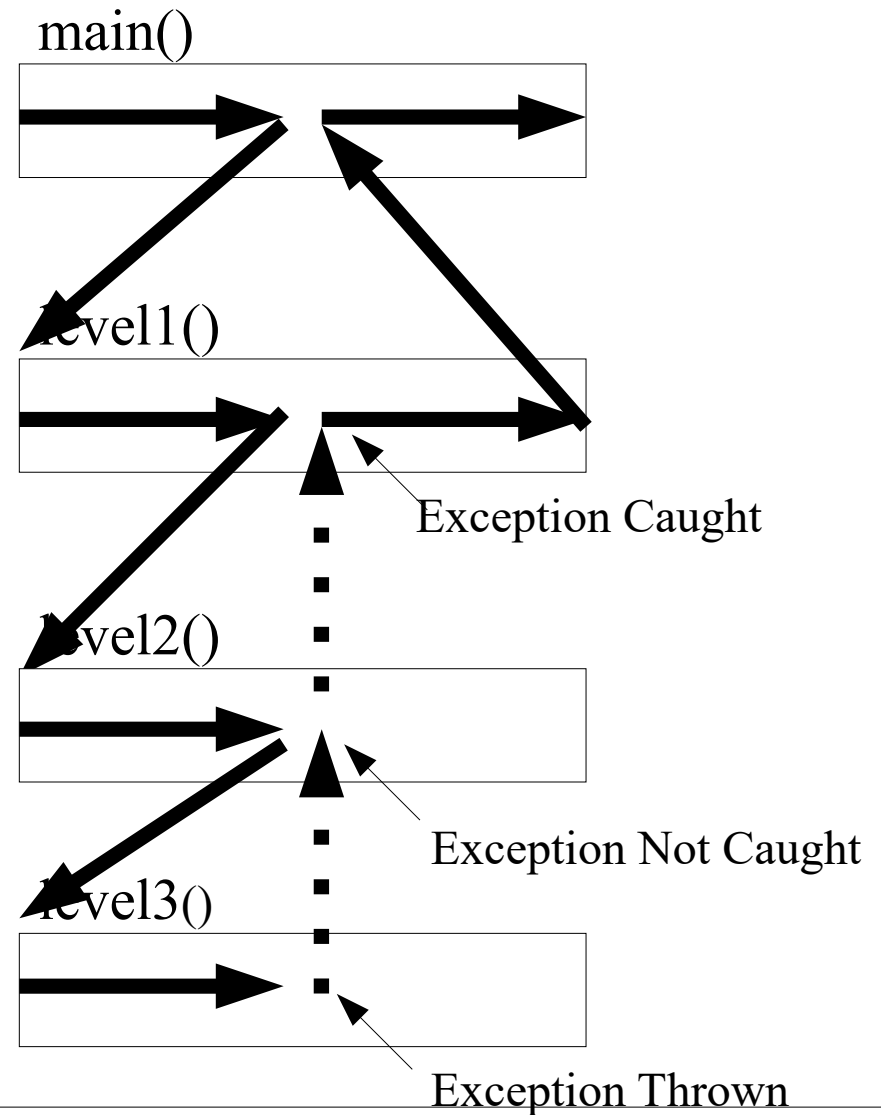 main()
level1()
Exception Caught
level2()
Exception Not Caught
level3()
Exception Thrown